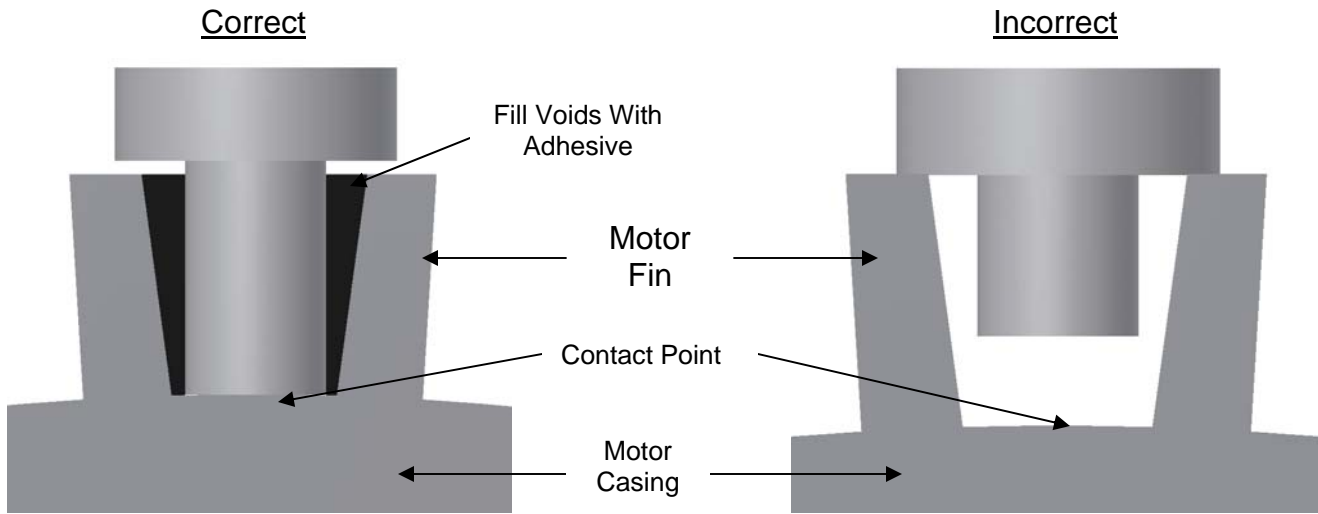 Correct
Incorrect
Fill Voids With
Adhesive
Motor
Fin
Contact Point
Motor
Casing